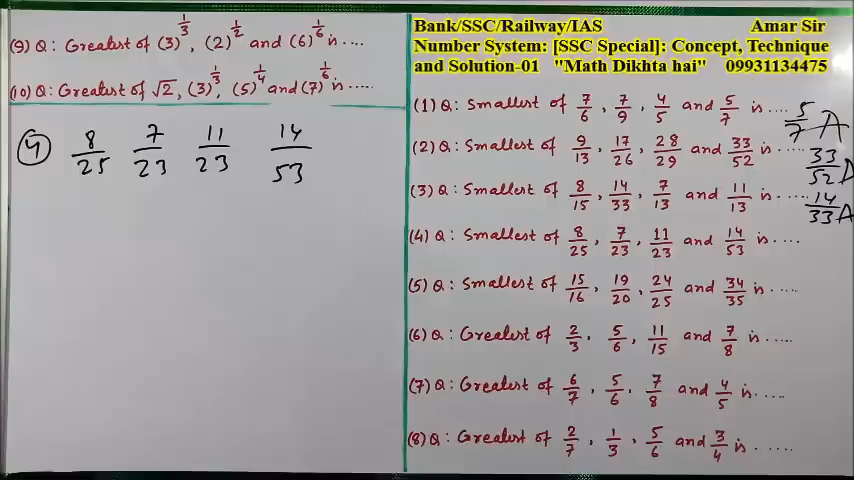 (9) Q: Greatest of (3)^1/3, (2)^1/2 and (6)^1/6 is ....
(10) Q: Greatest of √2, (3)^1/3, (5)^1/4 and (7)^1/6 is .....
(4) 8/25 7/23 11/23 14/53
Bank/SSC/Railway/IAS Amar Sir
Number System: [SSC Special]: Concept, Technique
and Solution-01 "Math Dikhta hai" 09931134475
(1) Q: Smallest of 7/6, 7/9, 4/5 and 5/7 is .... 5/7 A
(2) Q: Smallest of 9/13, 17/26, 28/29 and 33/52 is ..... 33/52 A
(3) Q: Smallest of 8/15, 14/33, 7/13 and 11/13 is ..... 14/33 A
(4) Q: Smallest of 8/25, 7/23, 11/23 and 14/53 is ....
(5) Q: Smallest of 15/16, 19/20, 24/25 and 34/35 is .....
(6) Q: Greatest of 2/3, 5/6, 11/15 and 7/8 is .....
(7) Q: Greatest of 6/7, 5/6, 7/8 and 4/5 is .....
(8) Q: Greatest of 2/7, 1/3, 5/6 and 3/4 is ......